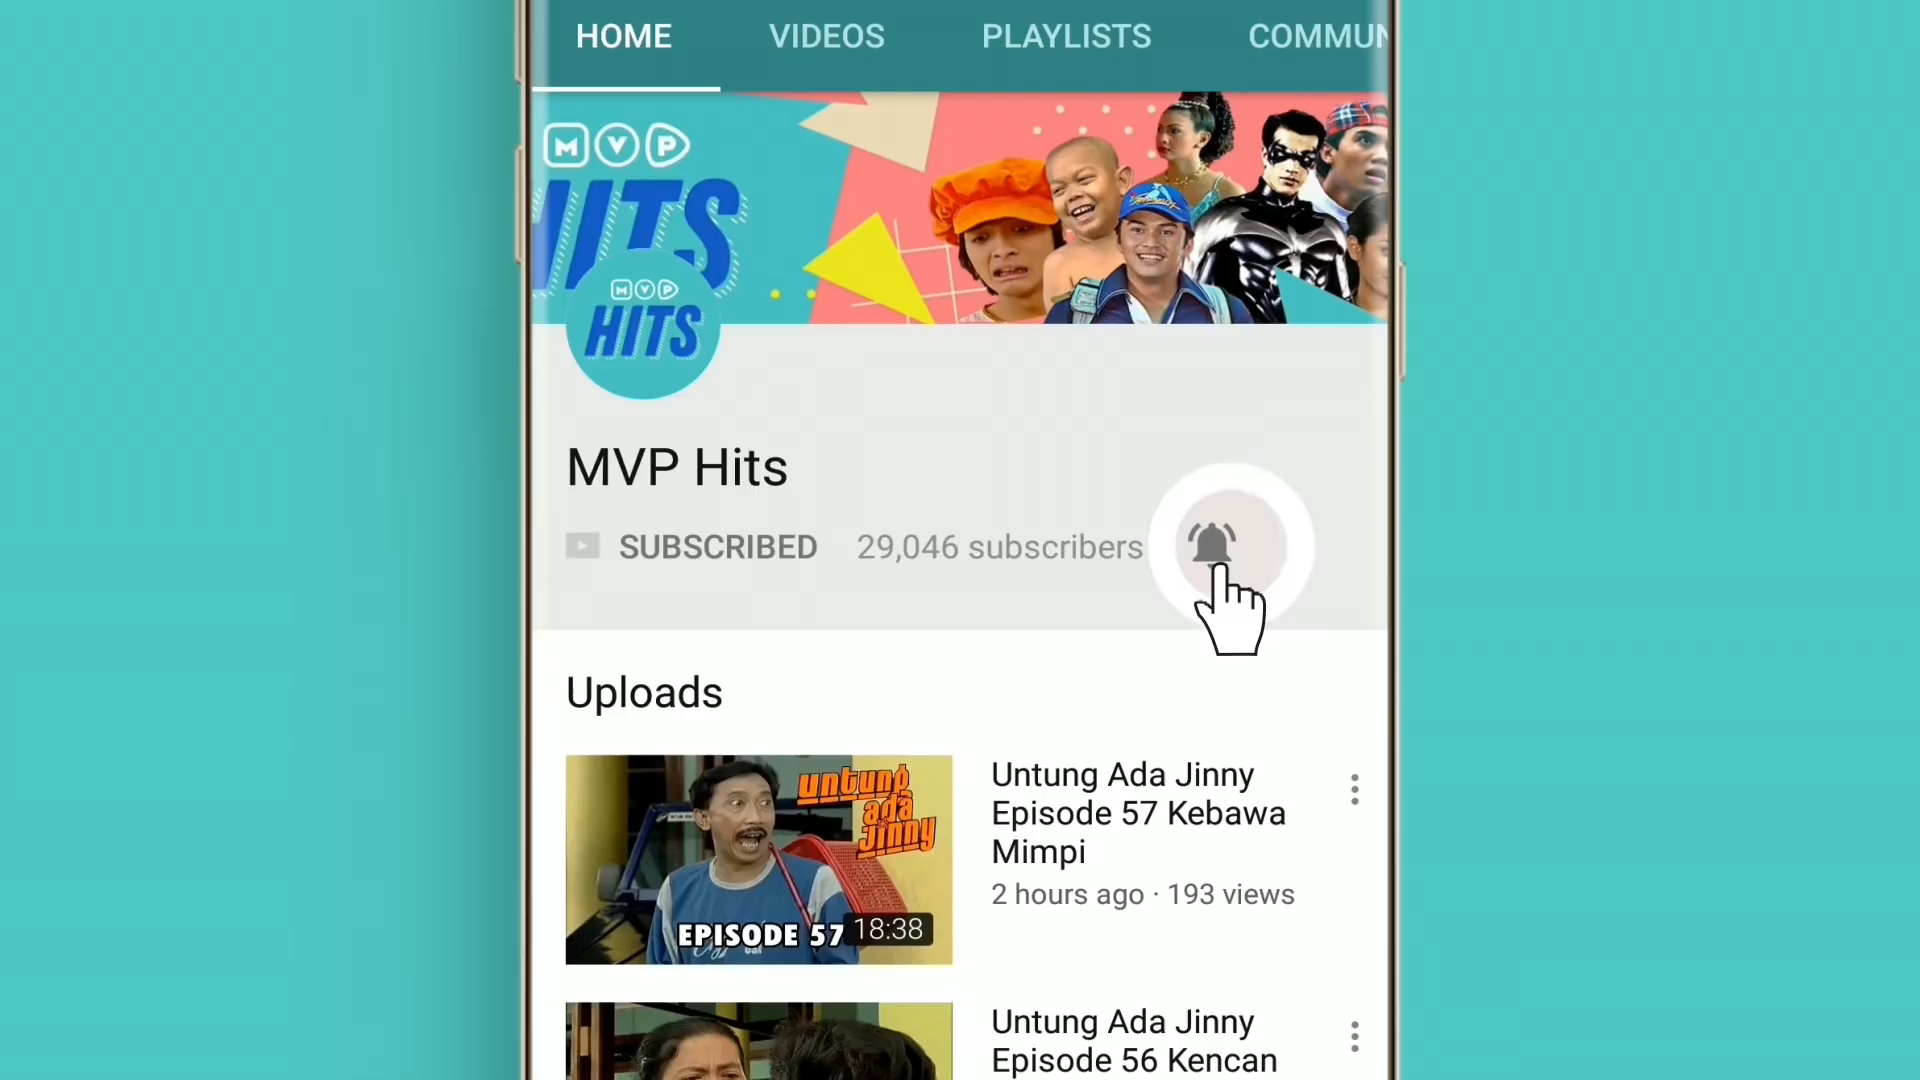 HOME VIDEOS PLAYLISTS COMMUN
MVP
HITS
MVP
HITS
MVP Hits
SUBSCRIBED 29,046 subscribers
Uploads
untung
ada
jinny
EPISODE 57 18:38
Untung Ada Jinny
Episode 57 Kebawa
Mimpi
2 hours ago · 193 views
Untung Ada Jinny
Episode 56 Kencan